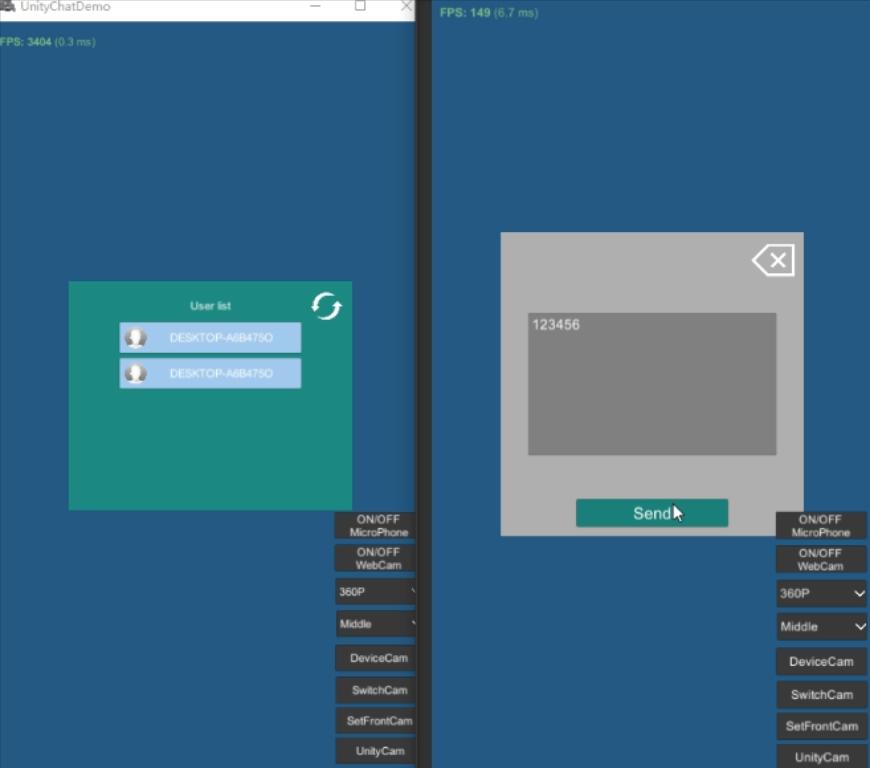 UnityChatDemo
FPS: 3404 (0.3 ms)
User list
DESKTOP-A6B475O
DESKTOP-A6B475O
ON/OFF
MicroPhone
ON/OFF
WebCam
360P
Middle
DeviceCam
SwitchCam
SetFrontCam
UnityCam
FPS: 149 (6.7 ms)
123456
Send
ON/OFF
MicroPhone
ON/OFF
WebCam
360P
Middle
DeviceCam
SwitchCam
SetFrontCam
UnityCam